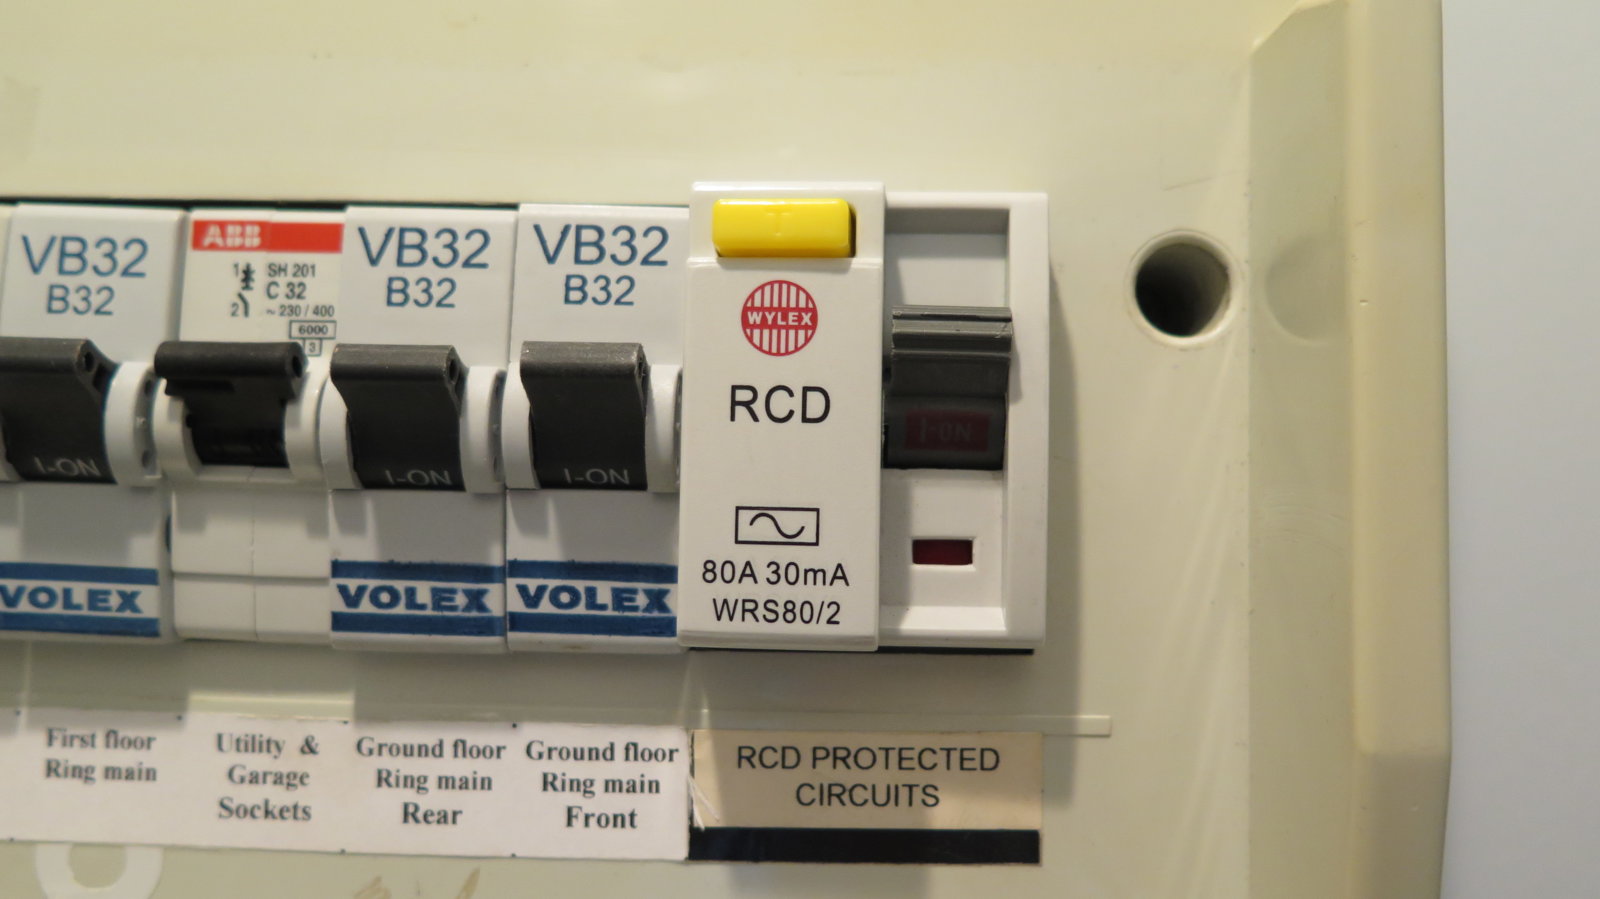 VB32
B32
I-ON
VOLEX
ABB
SH 201
C 32
~ 230 / 400
6000
3
1
2
VB32
B32
I-ON
VOLEX
VB32
B32
I-ON
VOLEX
T
WYLEX
RCD
80A 30mA
WRS80/2
I-ON
First floor
Ring main
Utility &
Garage
Sockets
Ground floor
Ring main
Rear
Ground floor
Ring main
Front
RCD PROTECTED
CIRCUITS